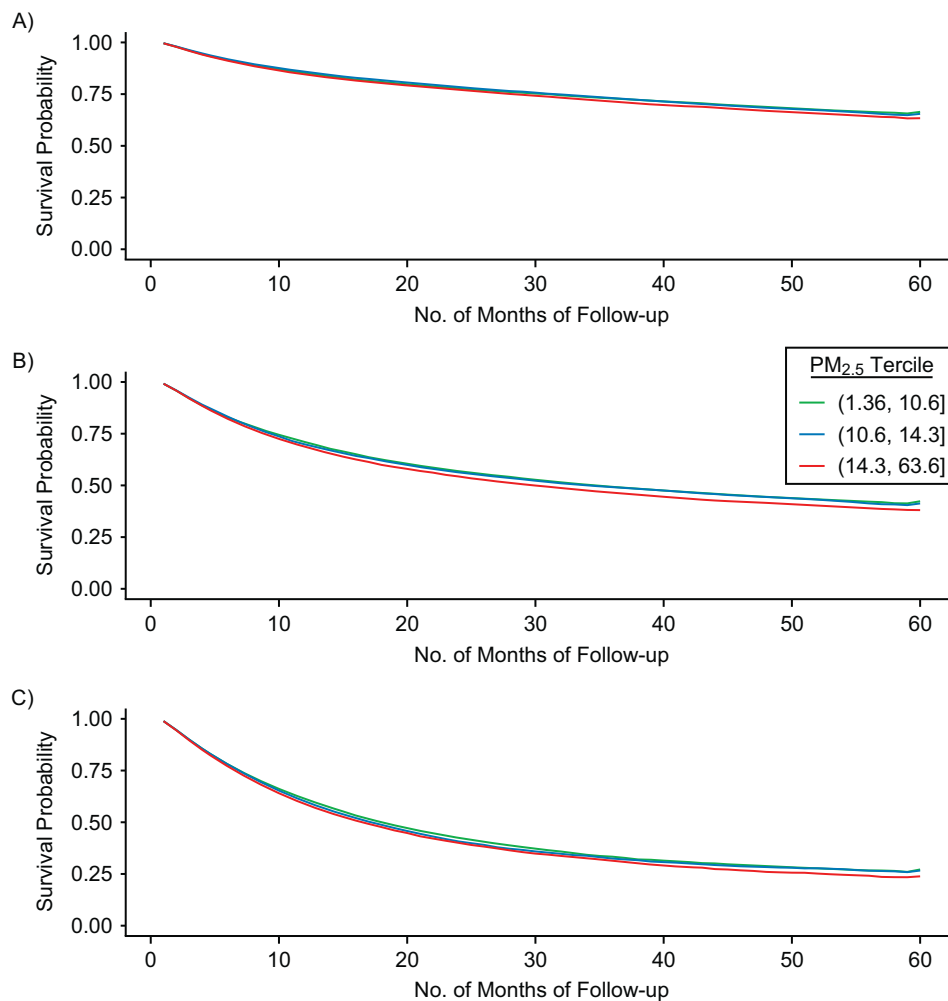 A)
Survival Probability
1.00
0.75
0.50
0.25
0.00
0 10 20 30 40 50 60
No. of Months of Follow-up
B)
Survival Probability
1.00
0.75
0.50
0.25
0.00
PM2.5 Tercile
(1.36, 10.6]
(10.6, 14.3]
(14.3, 63.6]
0 10 20 30 40 50 60
No. of Months of Follow-up
C)
Survival Probability
1.00
0.75
0.50
0.25
0.00
0 10 20 30 40 50 60
No. of Months of Follow-up